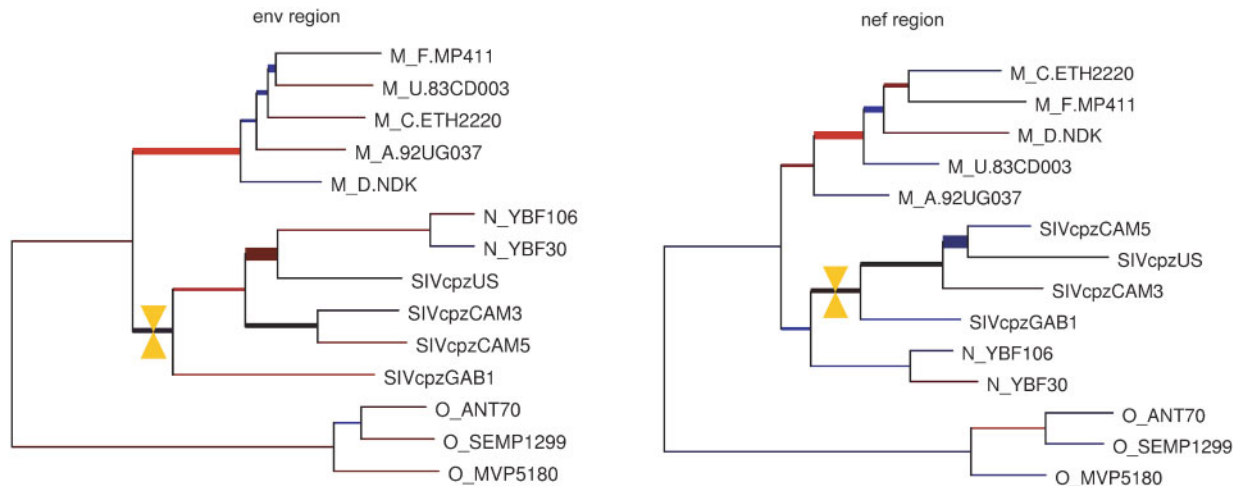 env region
M_F.MP411
M_U.83CD003
M_C.ETH2220
M_A.92UG037
M_D.NDK
N_YBF106
N_YBF30
SIVcpzUS
SIVcpzCAM3
SIVcpzCAM5
SIVcpzGAB1
O_ANT70
O_SEMP1299
O_MVP5180
nef region
M_C.ETH2220
M_F.MP411
M_D.NDK
M_U.83CD003
M_A.92UG037
SIVcpzCAM5
SIVcpzUS
SIVcpzCAM3
SIVcpzGAB1
N_YBF106
N_YBF30
O_ANT70
O_SEMP1299
O_MVP5180